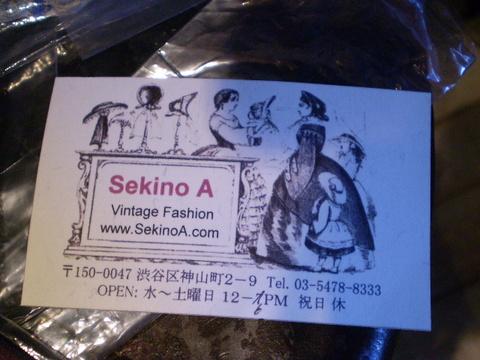 Sekino A
Vintage Fashion
www.SekinoA.com
〒150-0047 渋谷区神山町2－9 Tel. 03-5478-8333
OPEN: 水～土曜日 12-7PM 祝日 休
6